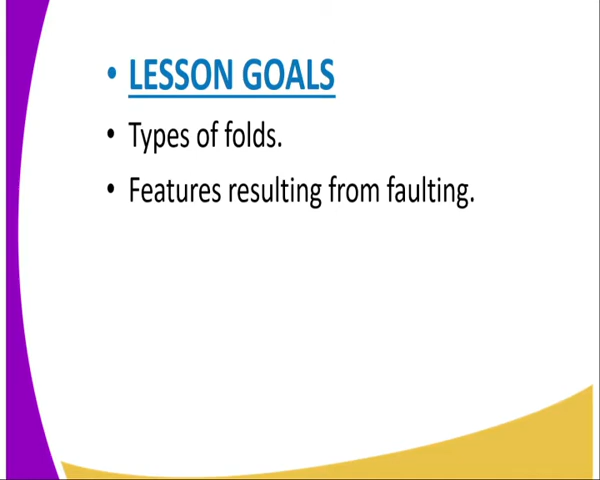 • LESSON GOALS
• Types of folds.
• Features resulting from faulting.